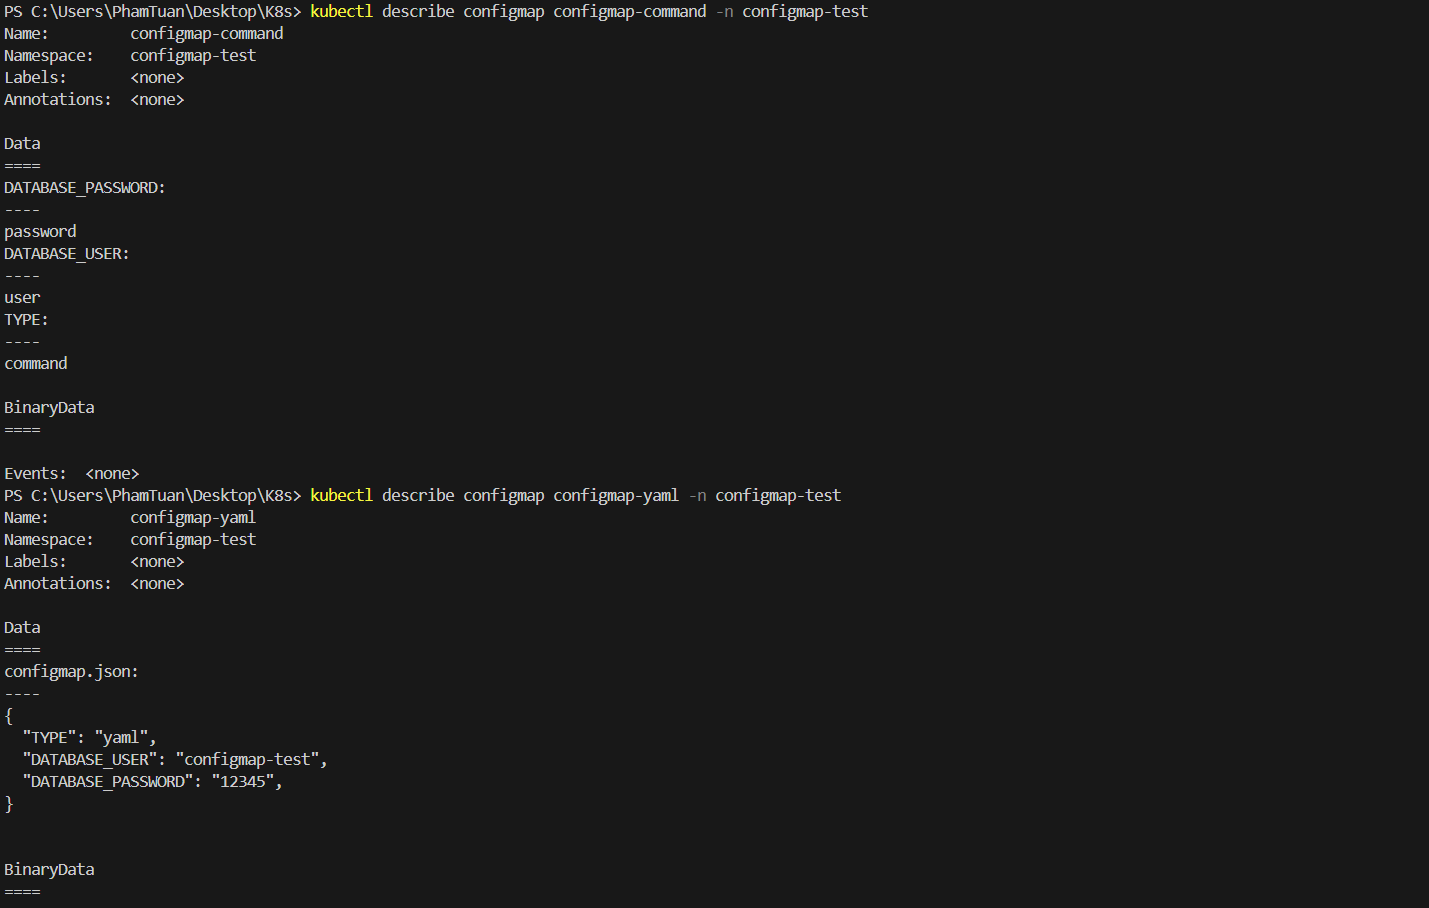 PS C:\Users\PhamTuan\Desktop\K8s> kubectl describe configmap configmap-command -n configmap-test
Name:         configmap-command
Namespace:    configmap-test
Labels:       <none>
Annotations:  <none>

Data
====
DATABASE_PASSWORD:
----
password
DATABASE_USER:
----
user
TYPE:
----
command

BinaryData
====

Events:  <none>
PS C:\Users\PhamTuan\Desktop\K8s> kubectl describe configmap configmap-yaml -n configmap-test
Name:         configmap-yaml
Namespace:    configmap-test
Labels:       <none>
Annotations:  <none>

Data
====
configmap.json:
----
{
  "TYPE": "yaml",
  "DATABASE_USER": "configmap-test",
  "DATABASE_PASSWORD": "12345",
}


BinaryData
====